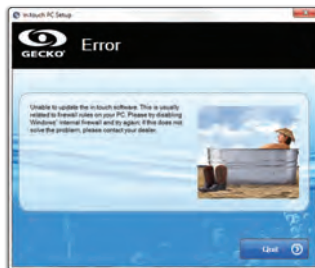 in.touch PC Setup
GECKO
Error
Unable to update the in.touch software. This is usually
related to firewall rules on your PC. Please try disabling
Windows' internal firewall and try again. If this does not
solve the problem, please contact your dealer.
Quit